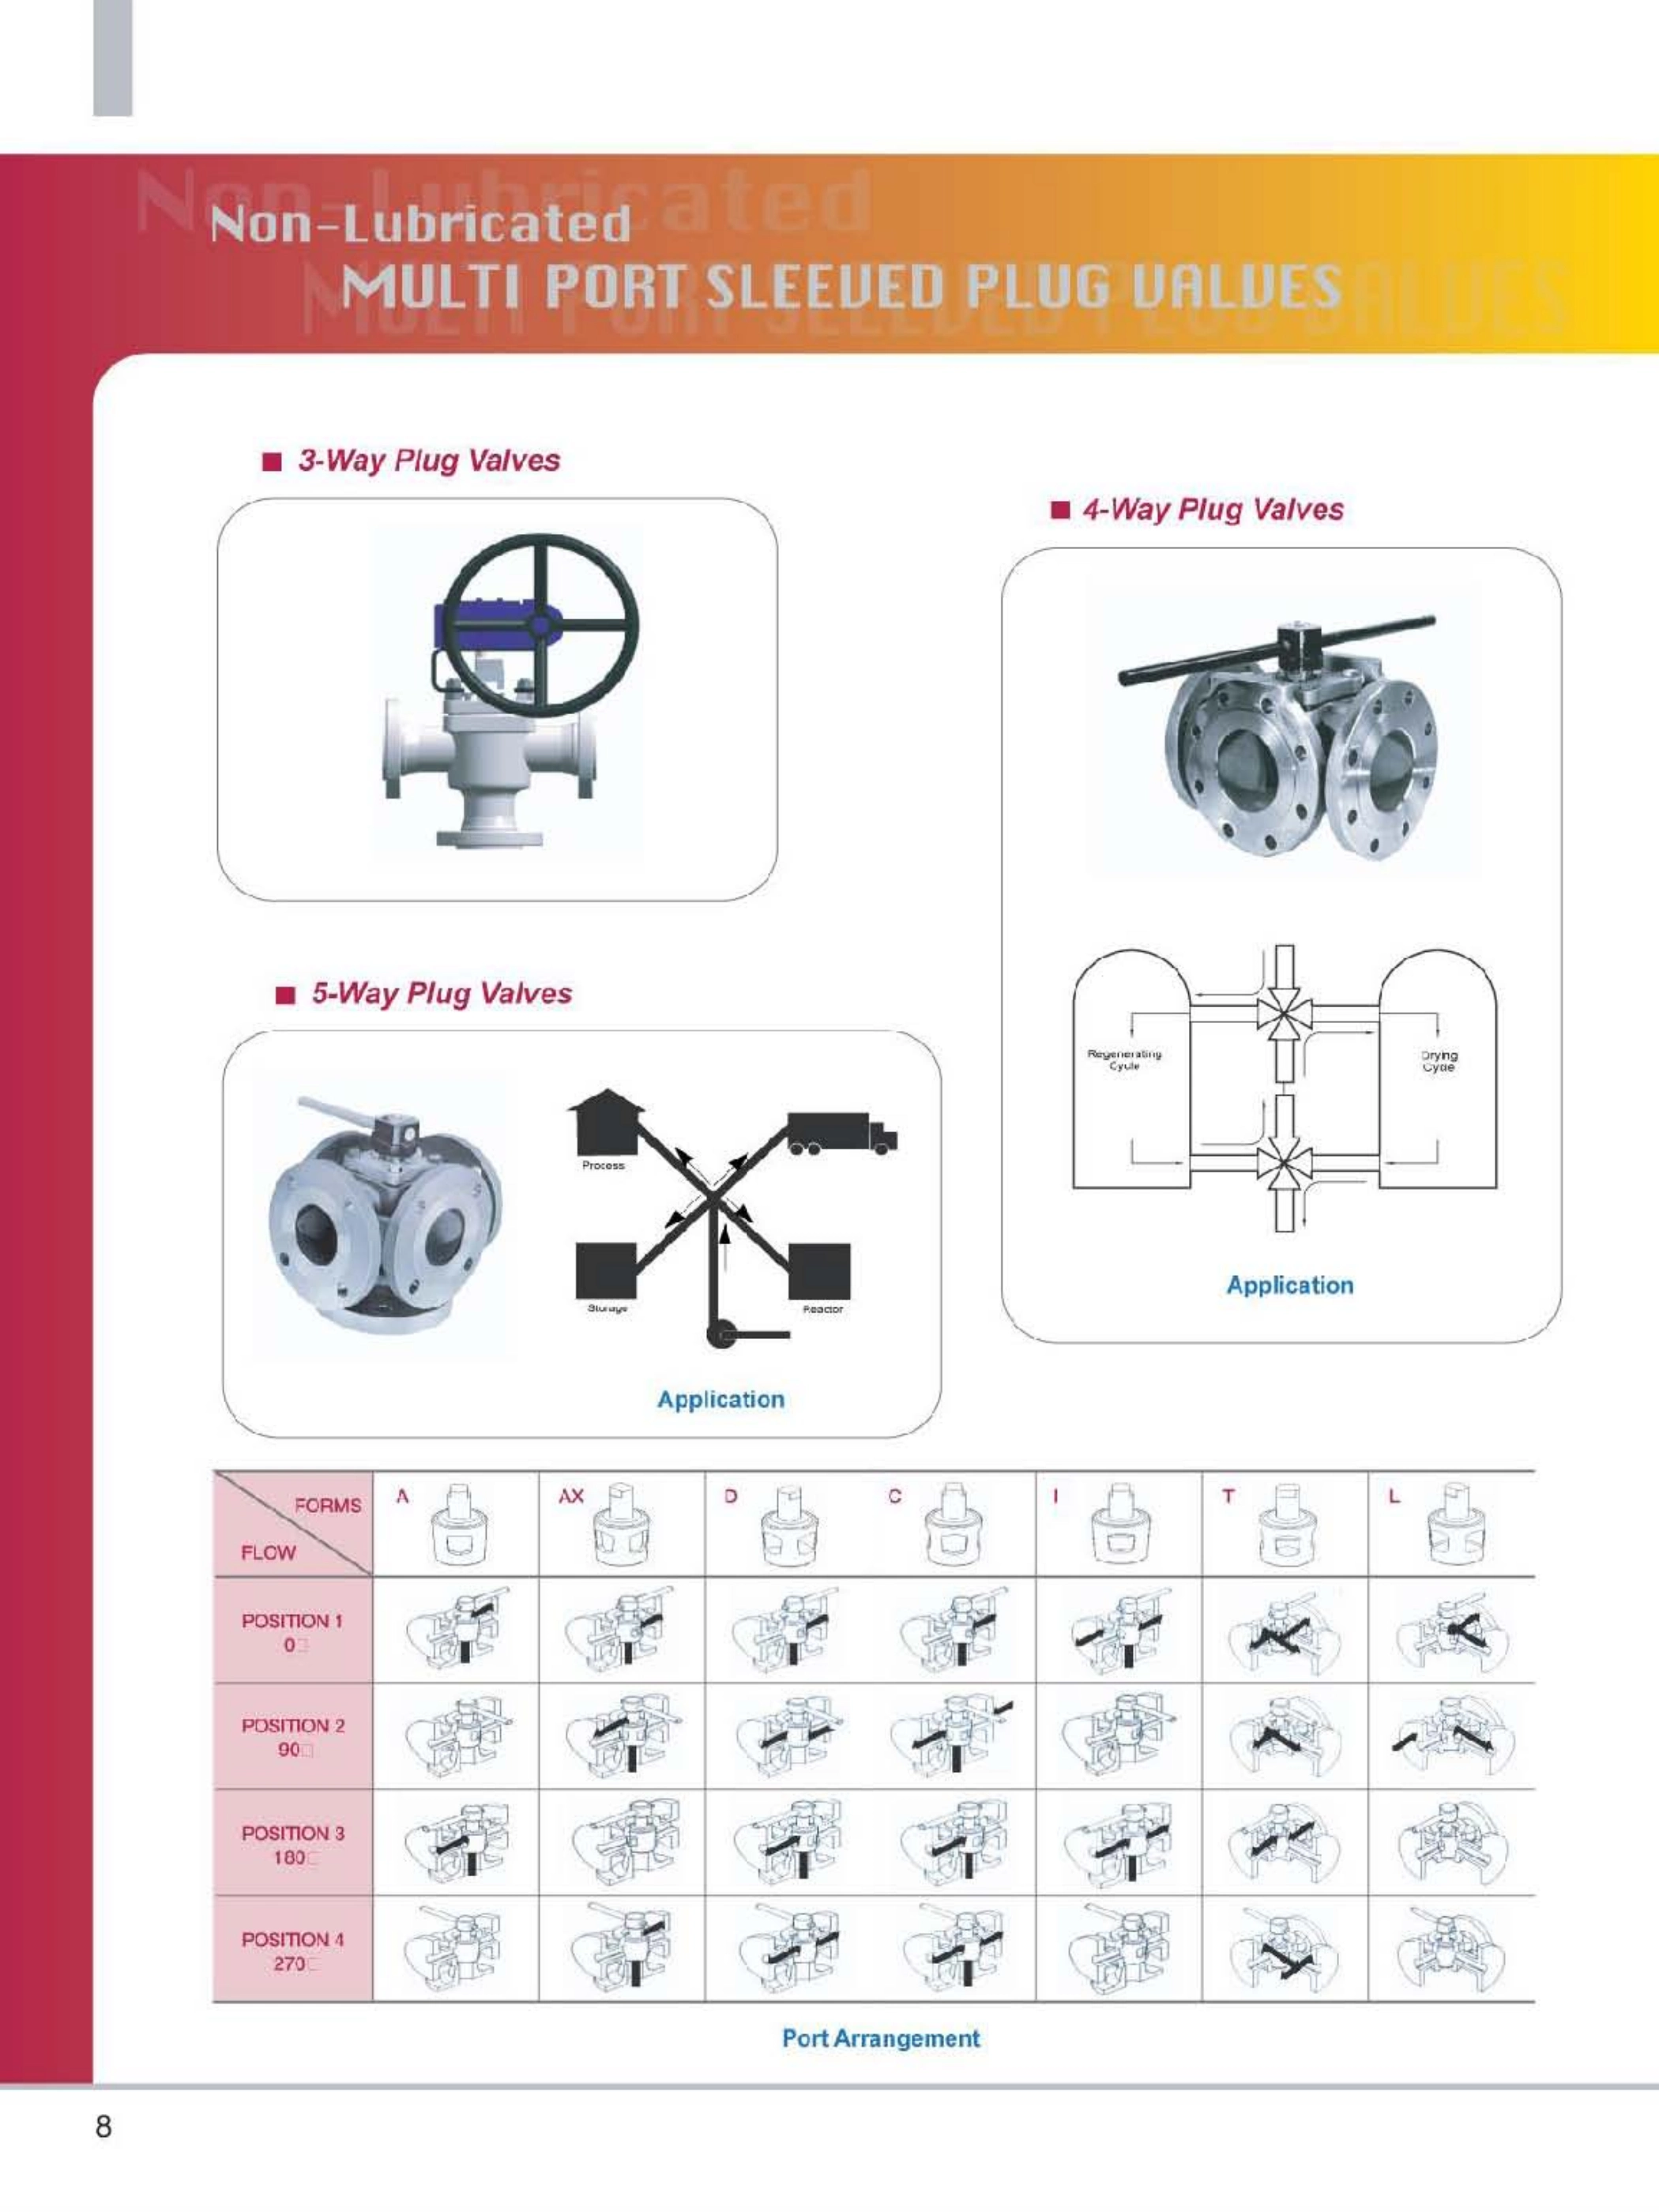 Non-Lubricated
MULTI PORT SLEEVED PLUG VALVES
■ 3-Way Plug Valves
■ 4-Way Plug Valves
■ 5-Way Plug Valves
Process
Storage
Reactor
Application
Regenerating
Cycle
Drying
Cycle
Application
FORMS
FLOW
A
AX
D
C
I
T
L
POSITION 1
0□
POSITION 2
90□
POSITION 3
180□
POSITION 4
270□
Port Arrangement
8